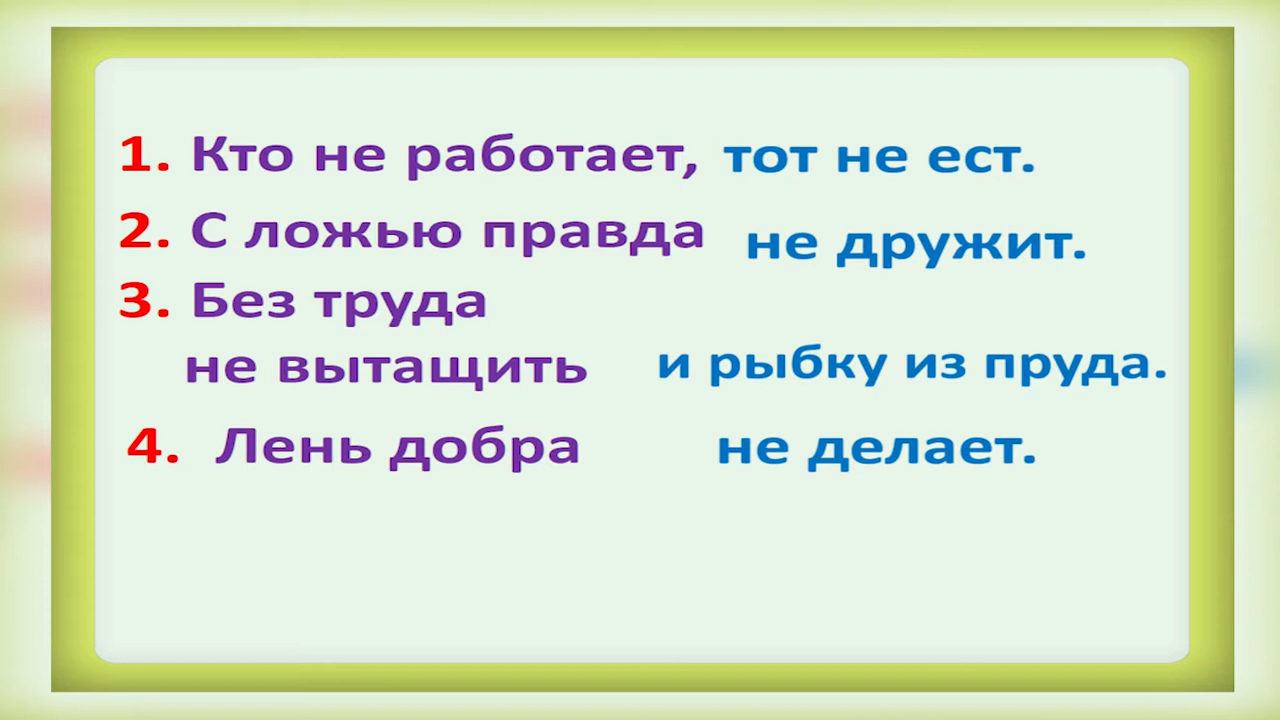 1. Кто не работает, тот не ест.
2. С ложью правда не дружит.
3. Без труда
не вытащить и рыбку из пруда.
4. Лень добра не делает.